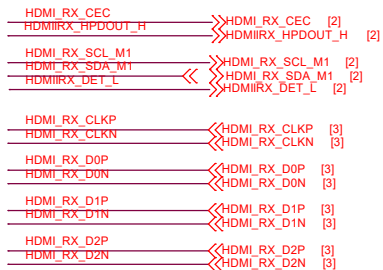 HDMI_RX_CEC HDMI_RX_CEC [2]
HDMIIRX_HPDOUT_H HDMIIRX_HPDOUT_H [2]
HDMI_RX_SCL_M1 HDMI_RX_SCL_M1 [2]
HDMI_RX_SDA_M1 HDMI_RX_SDA_M1 [2]
HDMIIRX_DET_L HDMIIRX_DET_L [2]
HDMI_RX_CLKP HDMI_RX_CLKP [3]
HDMI_RX_CLKN HDMI_RX_CLKN [3]
HDMI_RX_D0P HDMI_RX_D0P [3]
HDMI_RX_D0N HDMI_RX_D0N [3]
HDMI_RX_D1P HDMI_RX_D1P [3]
HDMI_RX_D1N HDMI_RX_D1N [3]
HDMI_RX_D2P HDMI_RX_D2P [3]
HDMI_RX_D2N HDMI_RX_D2N [3]